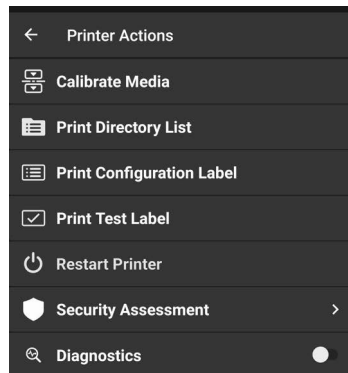 Printer Actions
Calibrate Media
Print Directory List
Print Configuration Label
Print Test Label
Restart Printer
Security Assessment
Diagnostics